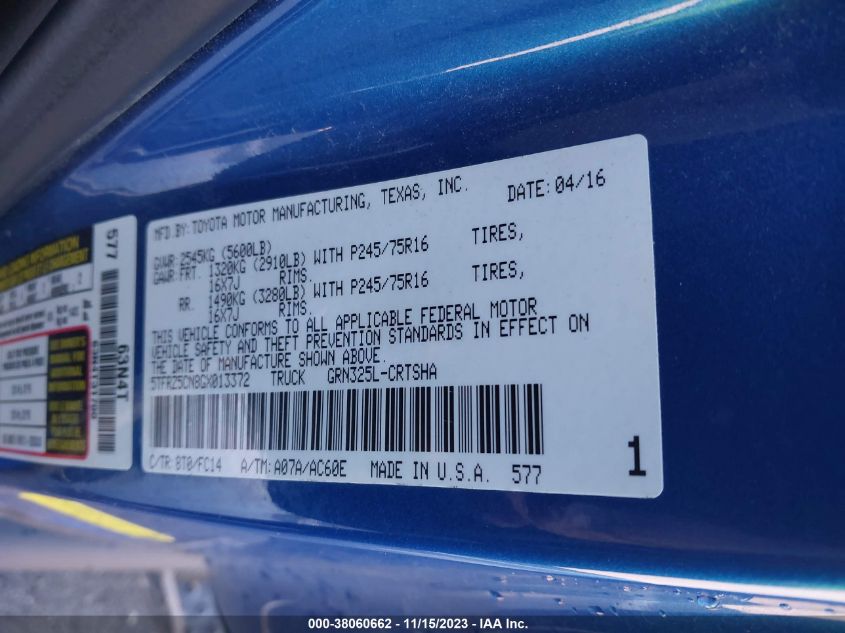 MFD.BY:TOYOTA MOTOR MANUFACTURING, TEXAS, INC. DATE:04/16
GVWR:2545KG (5600LB)
GAWR:FRT. 1320KG (2910LB) WITH P245/75R16 TIRES,
16X7J RIMS.
RR. 1490KG (3280LB) WITH P245/75R16 TIRES,
16X7J RIMS.
THIS VEHICLE CONFORMS TO ALL APPLICABLE FEDERAL MOTOR
VEHICLE SAFETY AND THEFT PREVENTION STANDARDS IN EFFECT ON
THE DATE OF MANUFACTURE SHOWN ABOVE.
5TFRZ5CN8GX013372 TRUCK GRN325L-CRTSHA
C/TR: 8T0/FC14 A/TM: A07A/AC60E MADE IN U.S.A. 577
1
577
63N4T
000-38060662 - 11/15/2023 - IAA Inc.